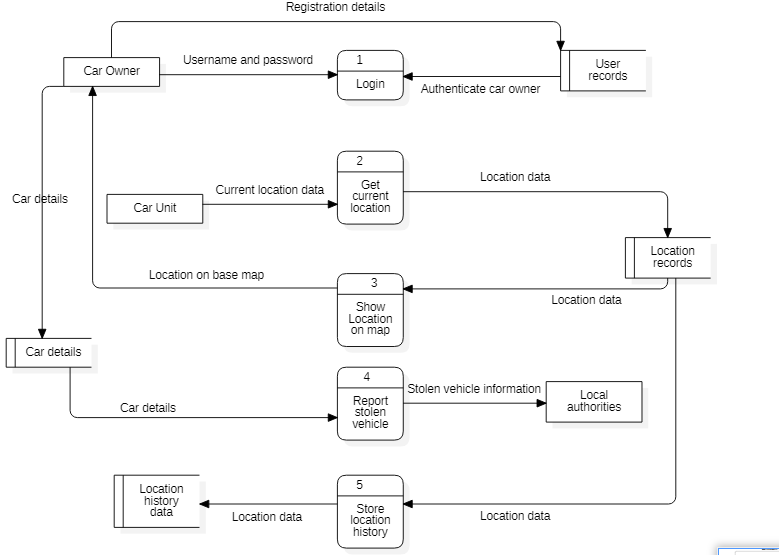 Registration details
Username and password
1
Login
Car Owner
User
records
Authenticate car owner
2
Get
current
location
Location data
Current location data
Car details
Car Unit
Location
records
Location on base map
3
Show
Location
on map
Location data
Car details
4
Report
stolen
vehicle
Stolen vehicle information
Local
authorities
Car details
5
Store
location
history
Location
history
data
Location data
Location data